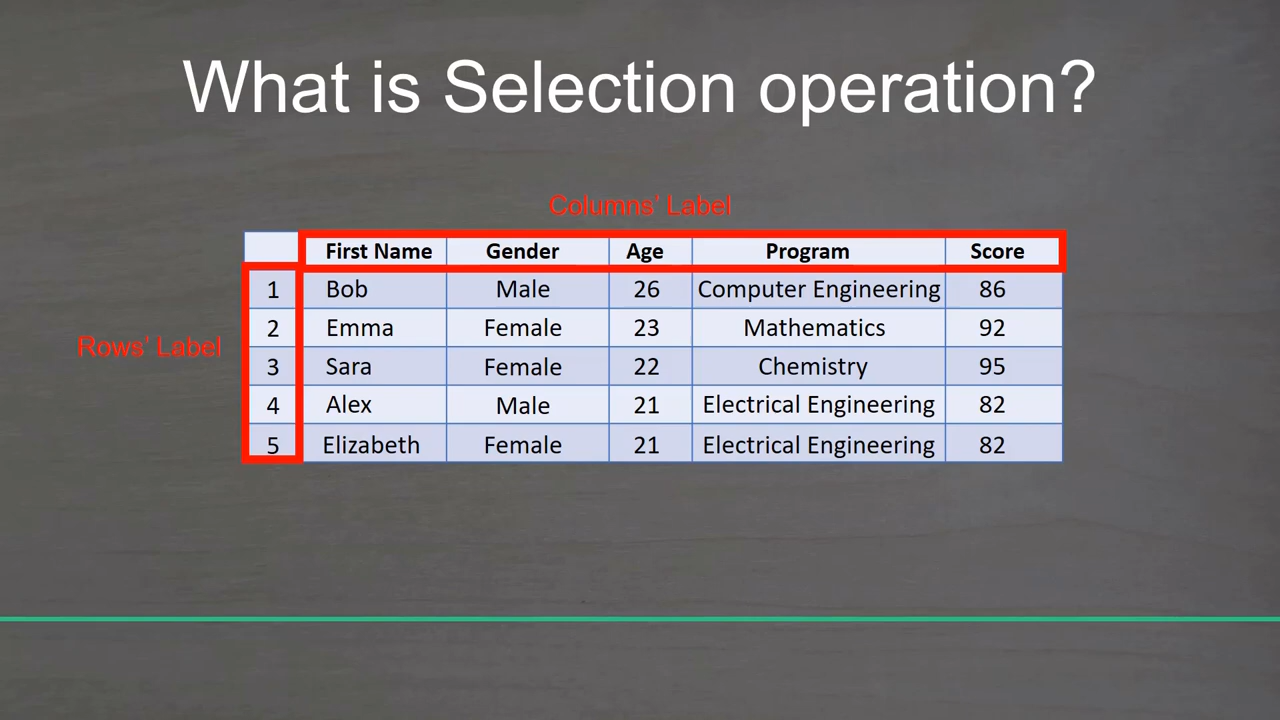 What is Selection operation?
Columns' Label
First Name Gender Age Program Score
1 Bob Male 26 Computer Engineering 86
2 Emma Female 23 Mathematics 92
Rows' Label
3 Sara Female 22 Chemistry 95
4 Alex Male 21 Electrical Engineering 82
5 Elizabeth Female 21 Electrical Engineering 82